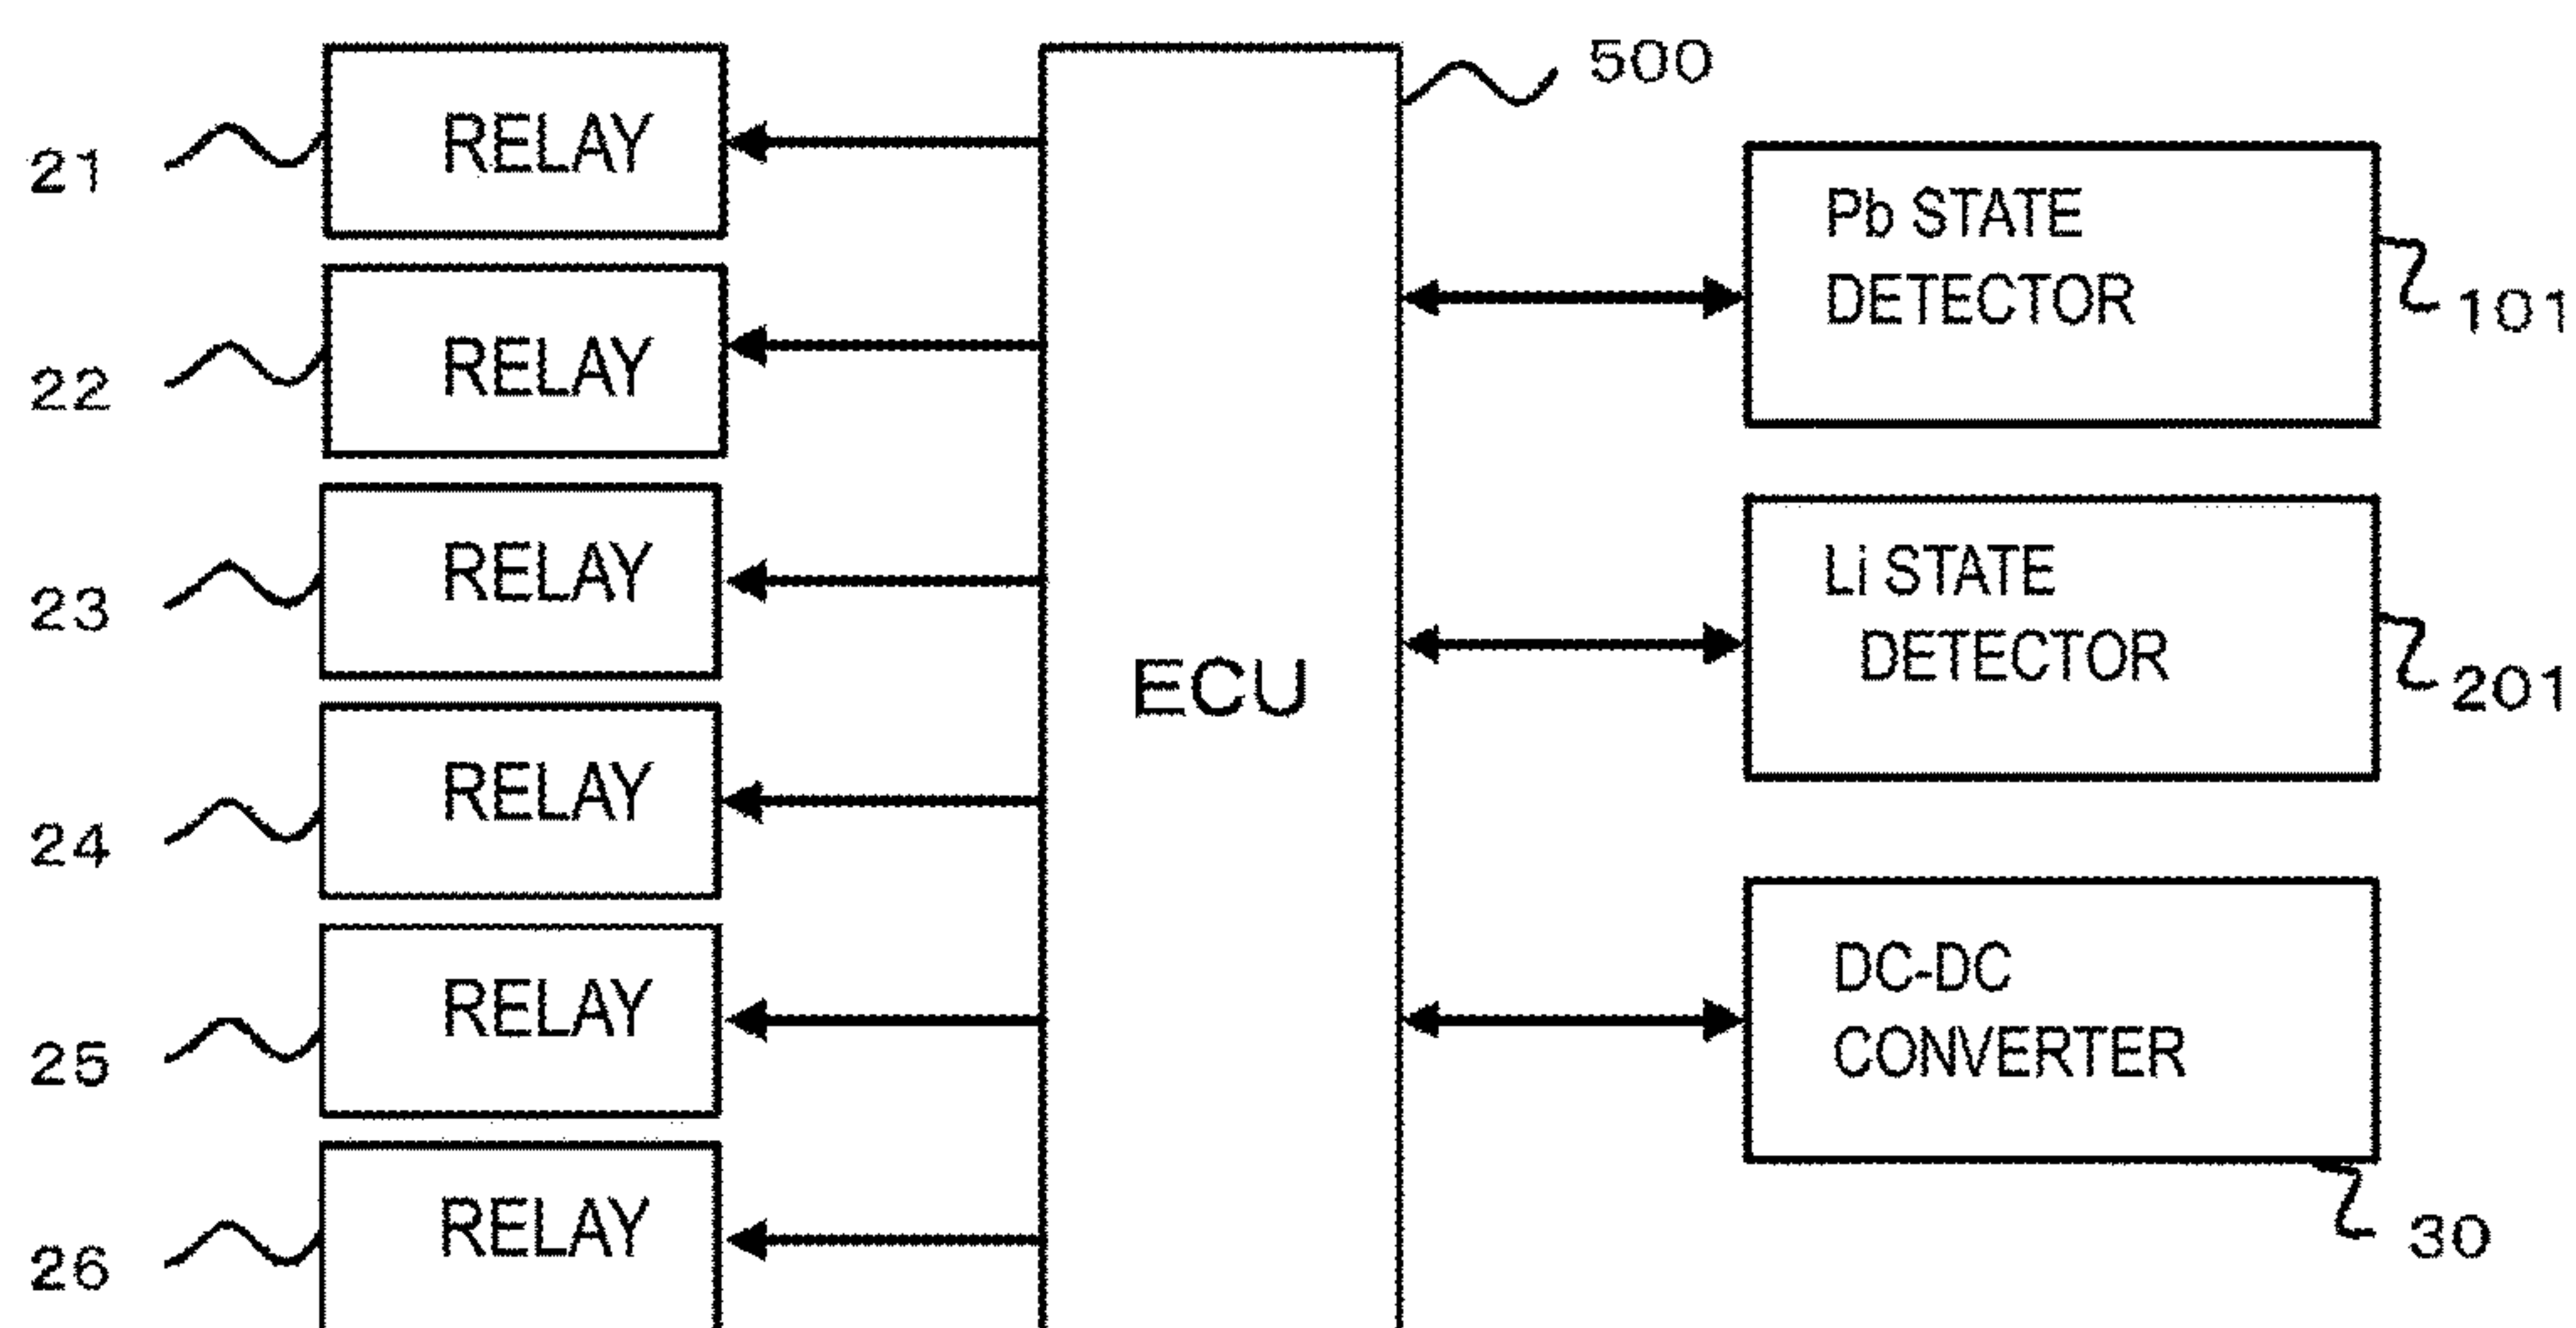 21
RELAY
22
RELAY
23
RELAY
24
RELAY
25
RELAY
26
RELAY
ECU
500
Pb STATE
DETECTOR
101
Li STATE
DETECTOR
201
DC-DC
CONVERTER
30